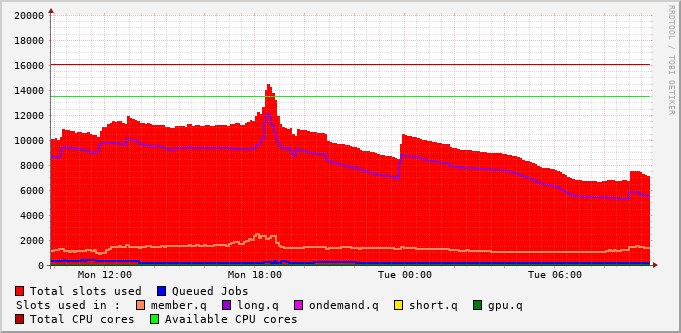 20000
18000
16000
14000
12000
10000
8000
6000
4000
2000
0
Mon 12:00 Mon 18:00 Tue 00:00 Tue 06:00
RRDTOOL / TOBI OETIKER
Total slots used Queued Jobs
Slots used in : member.q long.q ondemand.q short.q gpu.q
Total CPU cores Available CPU cores